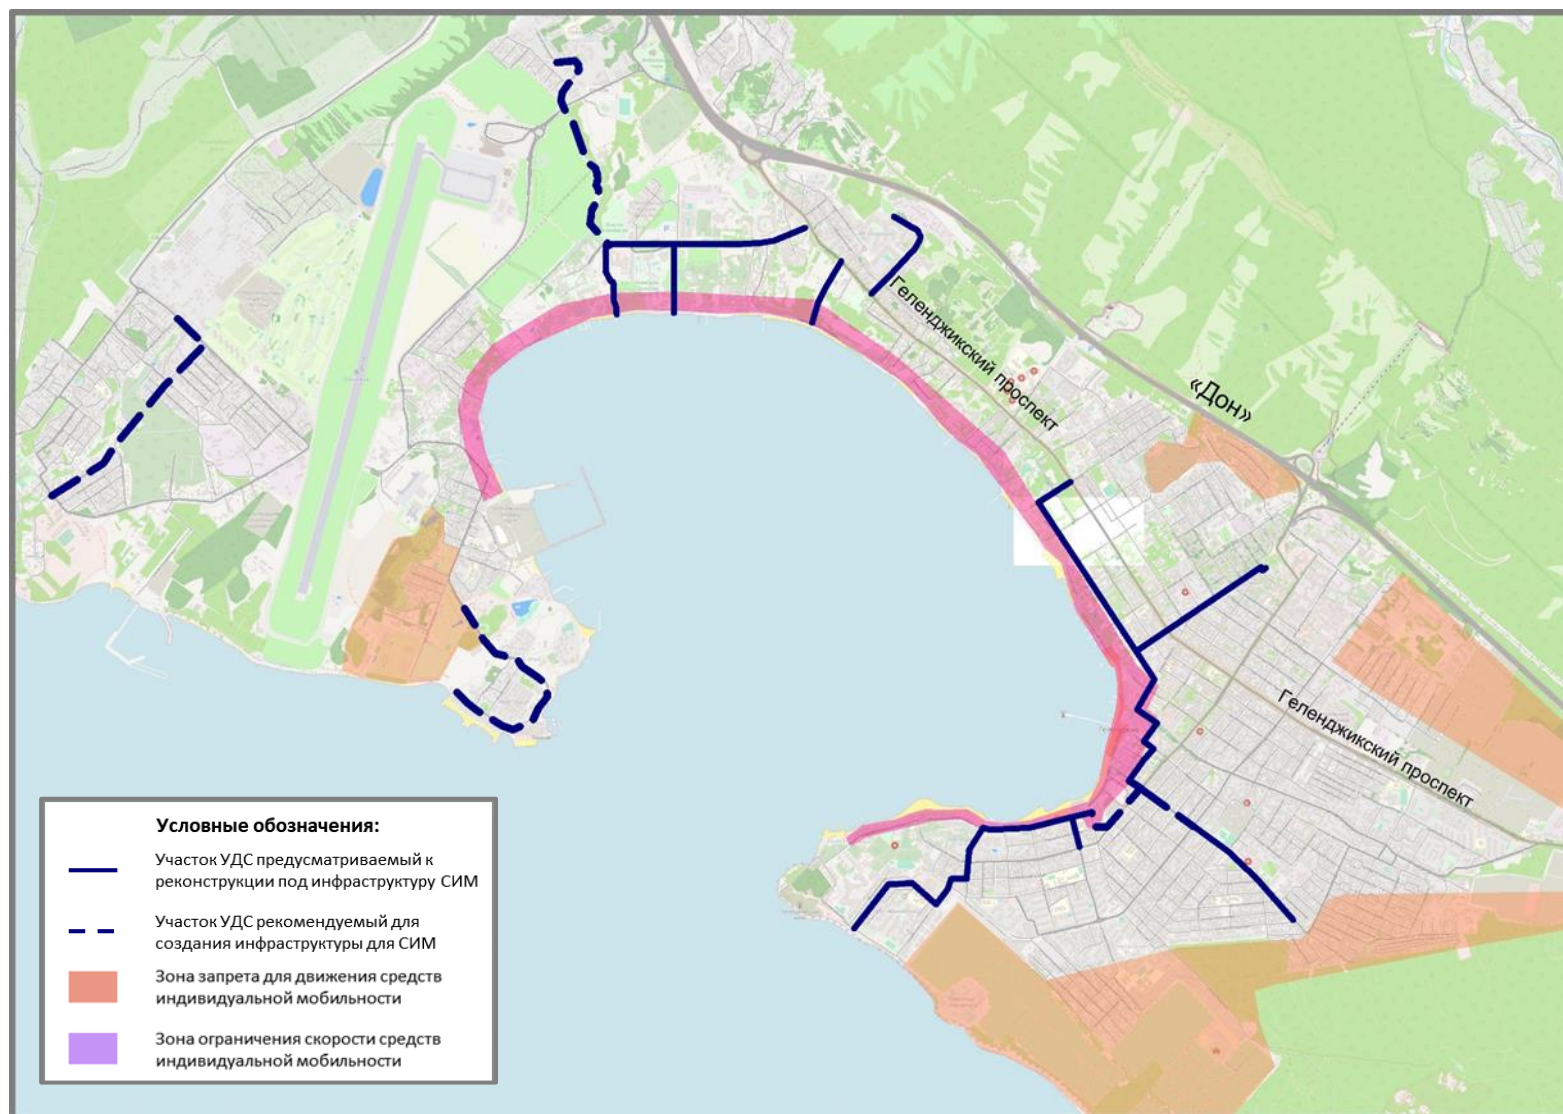 «Дон»
Геленджикский проспект
Геленджикский проспект
Условные обозначения:
Участок УДС предусматриваемый к
реконструкции под инфраструктуру СИМ
Участок УДС рекомендуемый для
создания инфраструктуры для СИМ
Зона запрета для движения средств
индивидуальной мобильности
Зона ограничения скорости средств
индивидуальной мобильности